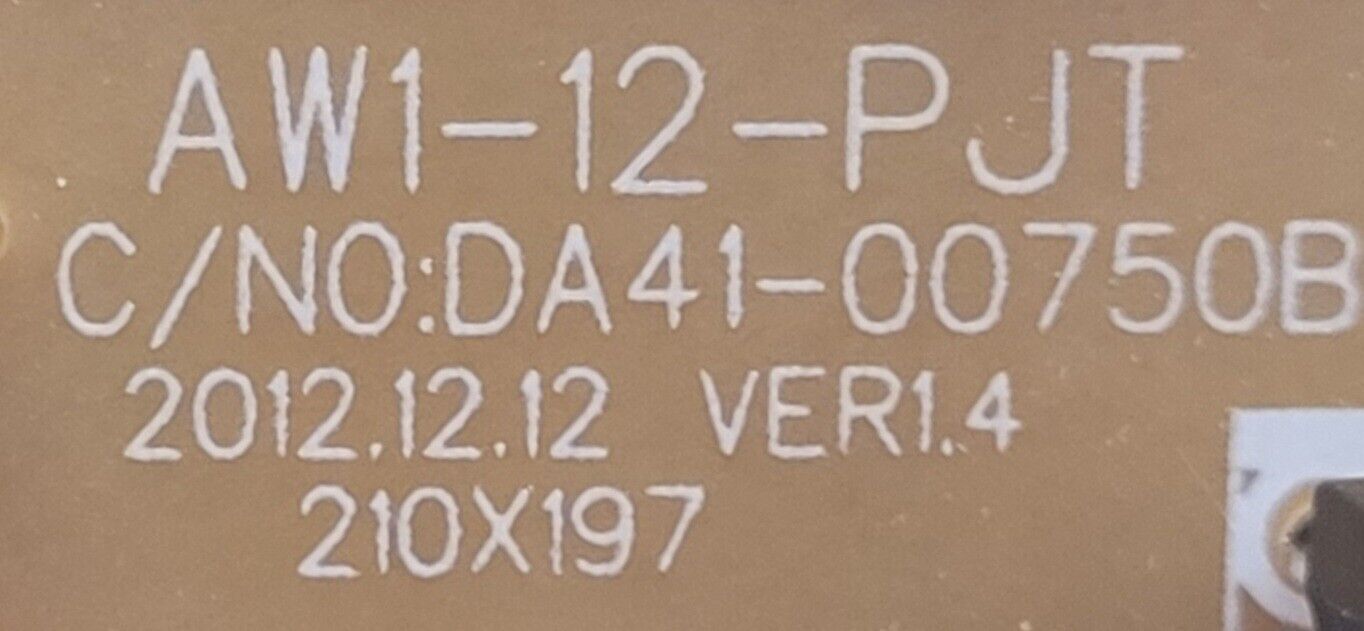 AW1-12-PJT
C/NO:DA41-00750B
2012.12.12 VER1.4
210X197